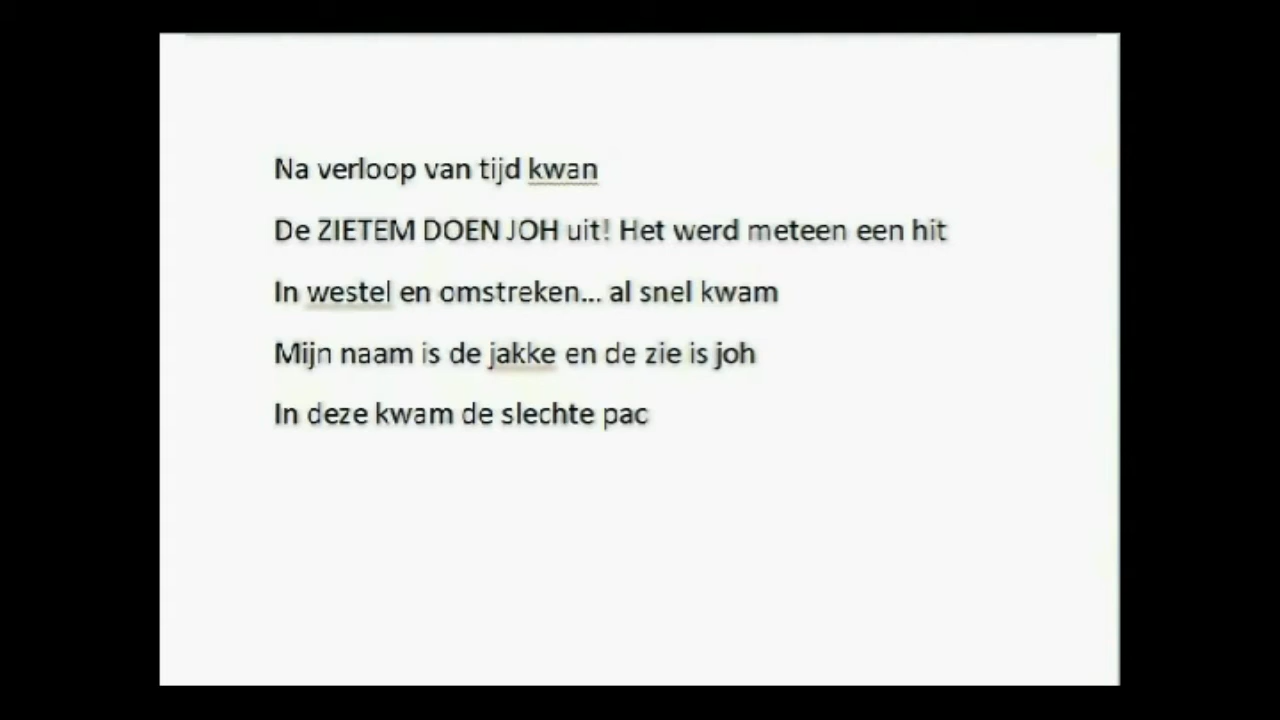 Na verloop van tijd kwan
De ZIETEM DOEN JOH uit! Het werd meteen een hit
In westel en omstreken... al snel kwam
Mijn naam is de jakke en de zie is joh
In deze kwam de slechte pac